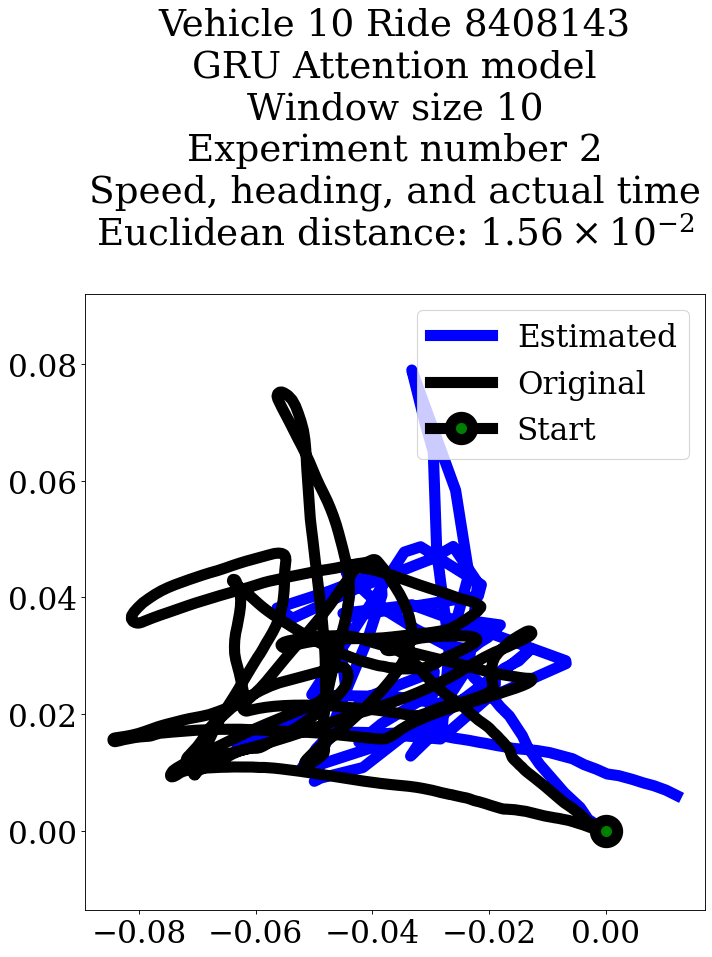 Vehicle 10 Ride 8408143
GRU Attention model
Window size 10
Experiment number 2
Speed, heading, and actual time
Euclidean distance: 1.56 × 10⁻²
Estimated
Original
Start
0.08
0.06
0.04
0.02
0.00
−0.08 −0.06 −0.04 −0.02 0.00